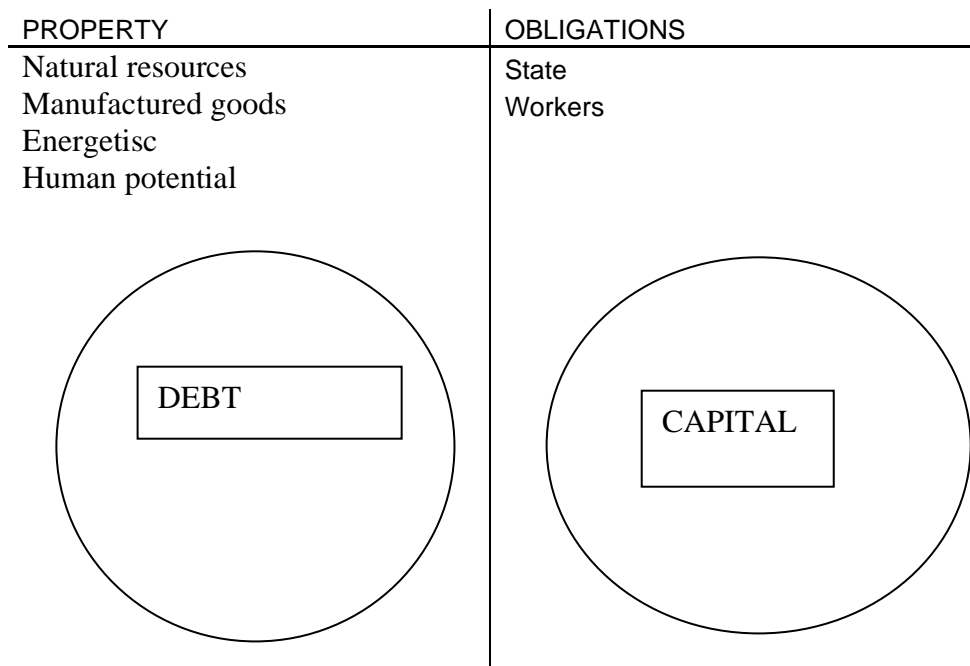 PROPERTY
OBLIGATIONS
Natural resources
Manufactured goods
Energetisc
Human potential
State
Workers
DEBT
CAPITAL